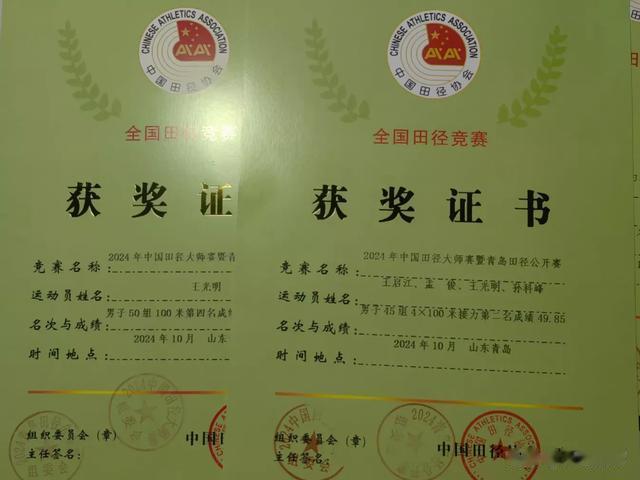 CHINESE ATHLETICS ASSOCIATION
中国田径协会
全国田径竞赛
获奖证
竞赛名称: 2024年中国田径大师赛暨青
运动员姓名: 王光明
名次与成绩: 男子50组100米第四名成绩
时间地点: 2024年10月 山东
组织委员会(章)
主任签名:
中国田
CHINESE ATHLETICS ASSOCIATION
中国田径协会
全国田径竞赛
获奖证书
竞赛名称: 2024年中国田径大师赛暨青岛田径公开赛
运动员姓名: 王启江、孟 俊、王光明、孙科峰
名次与成绩: 男子45组4×100米接力第二名成绩49.85
时间地点: 2024年10月 山东青岛
组织委员会(章)
主任签名:
中国田